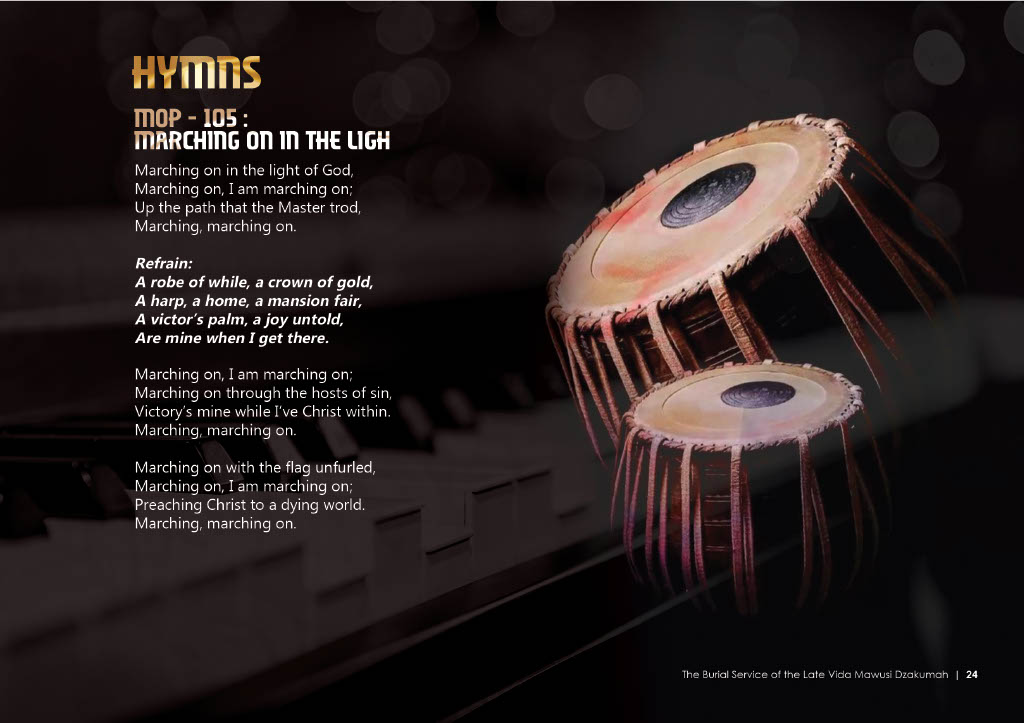 HYMNS
MOP - 105 :
MARCHING ON IN THE LIGH
Marching on in the light of God,
Marching on, I am marching on;
Up the path that the Master trod,
Marching, marching on.
Refrain:
A robe of while, a crown of gold,
A harp, a home, a mansion fair,
A victor's palm, a joy untold,
Are mine when I get there.
Marching on, I am marching on;
Marching on through the hosts of sin,
Victory's mine while I've Christ within.
Marching, marching on.
Marching on with the flag unfurled,
Marching on, I am marching on;
Preaching Christ to a dying world.
Marching, marching on.
The Burial Service of the Late Vida Mawusi Dzakumah | 24